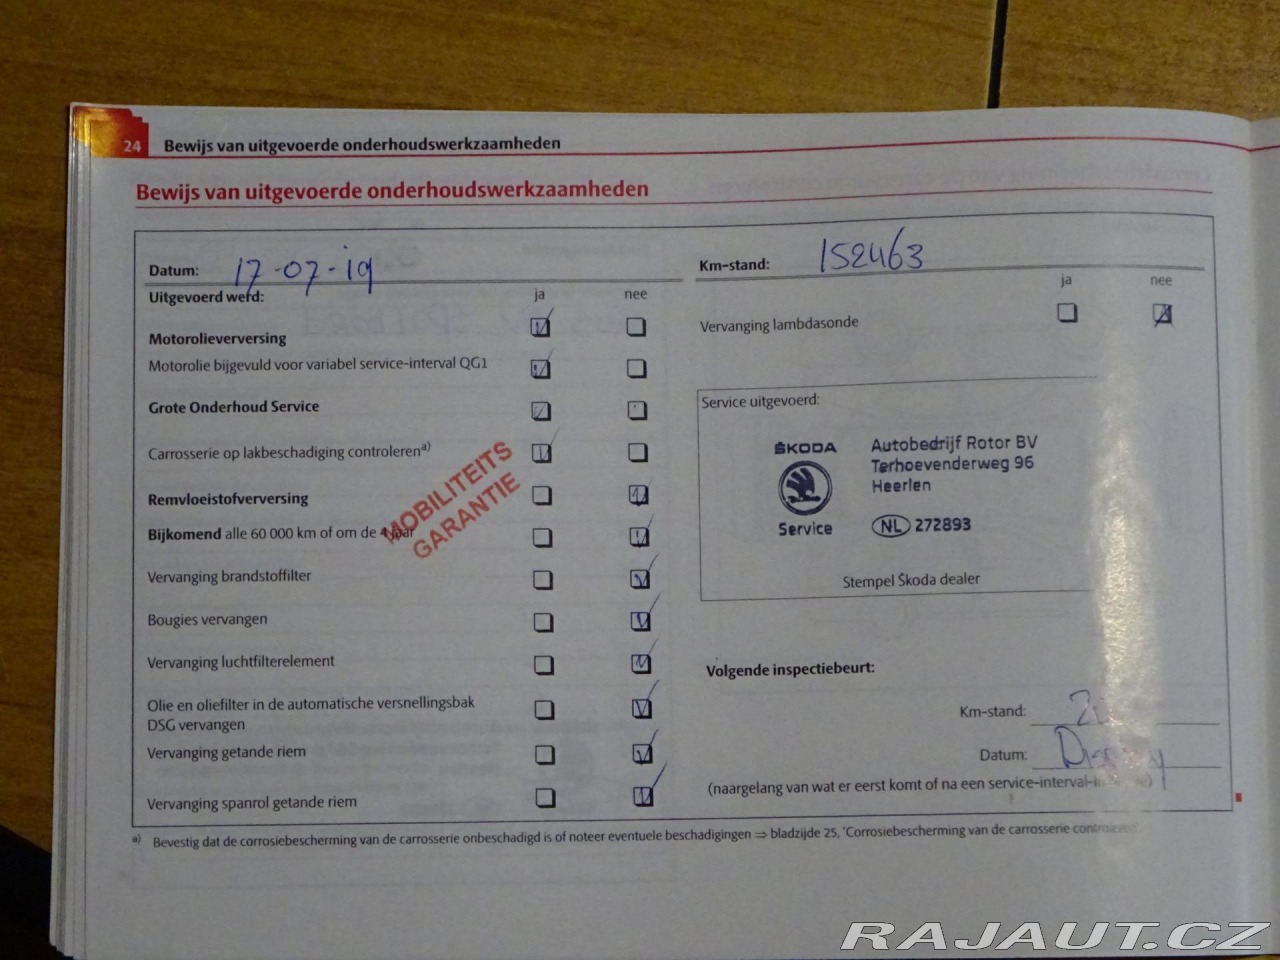 24 Bewijs van uitgevoerde onderhoudswerkzaamheden
Bewijs van uitgevoerde onderhoudswerkzaamheden
Datum: 17-07-19
Uitgevoerd werd: ja nee
Motorolieverversing
Motorolie bijgevuld voor variabel service-interval QG1
Grote Onderhoud Service
Carrosserie op lakbeschadiging controleren a)
Remvloeistofverversing
Bijkomend alle 60 000 km of om de 4 jaar
MOBILITEITS
GARANTIE
Vervanging brandstoffilter
Bougies vervangen
Vervanging luchtfilterelement
Olie en oliefilter in de automatische versnellingsbak
DSG vervangen
Vervanging getande riem
Vervanging spanrol getande riem
Km-stand: 152463
ja nee
Vervanging lambdasonde
Service uitgevoerd:
ŠKODA
Service
Autobedrijf Rotor BV
Terhoevenderweg 96
Heerlen
NL 272893
Stempel Škoda dealer
Volgende inspectiebeurt:
Km-stand:
Datum:
(naargelang van wat er eerst komt of na een service-interval-
a) Bevestig dat de corrosiebescherming van de carrosserie onbeschadigd is of noteer eventuele beschadigingen ⇒ bladzijde 25, 'Corrosiebescherming van de carrosserie controleren'
RAJAUT.CZ